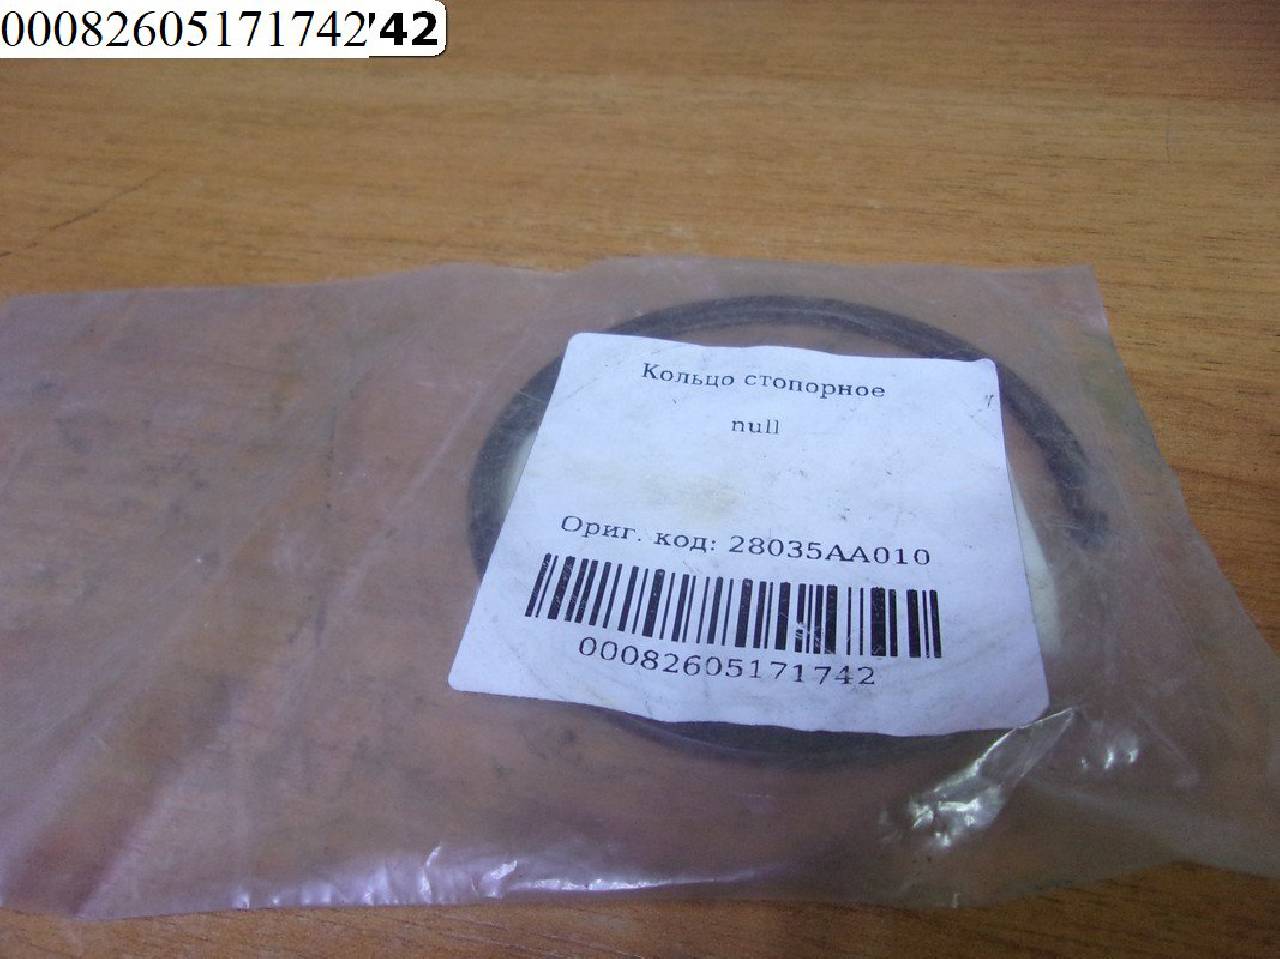 00082605171742'42
Кольцо стопорное
null
Ориг. код: 28035AA010
00082605171742